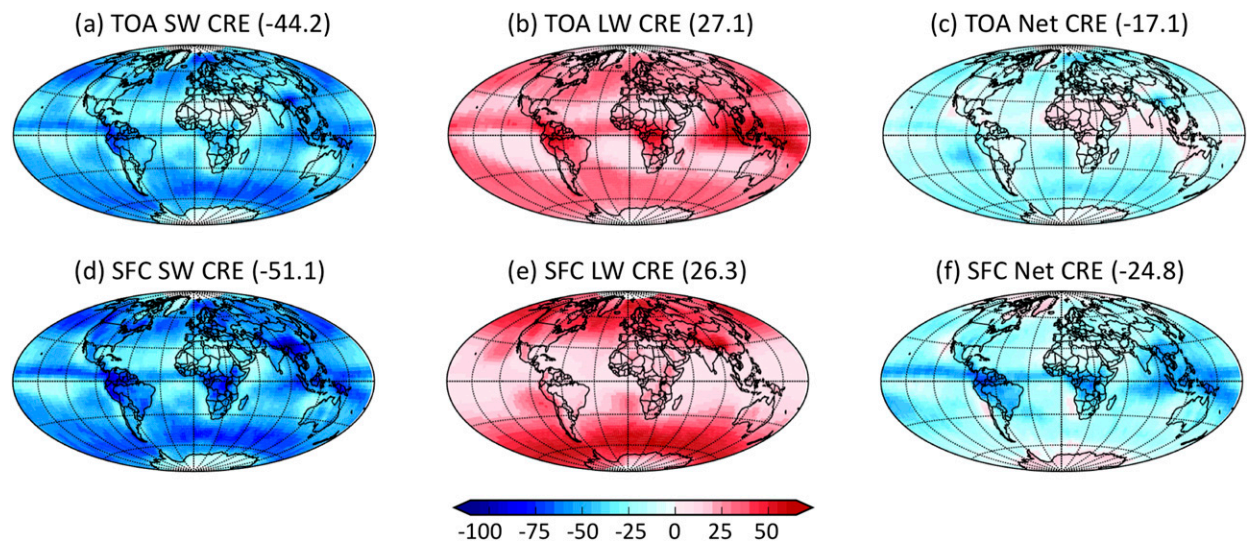 (a) TOA SW CRE (-44.2)
(b) TOA LW CRE (27.1)
(c) TOA Net CRE (-17.1)
(d) SFC SW CRE (-51.1)
(e) SFC LW CRE (26.3)
(f) SFC Net CRE (-24.8)
-100 -75 -50 -25 0 25 50